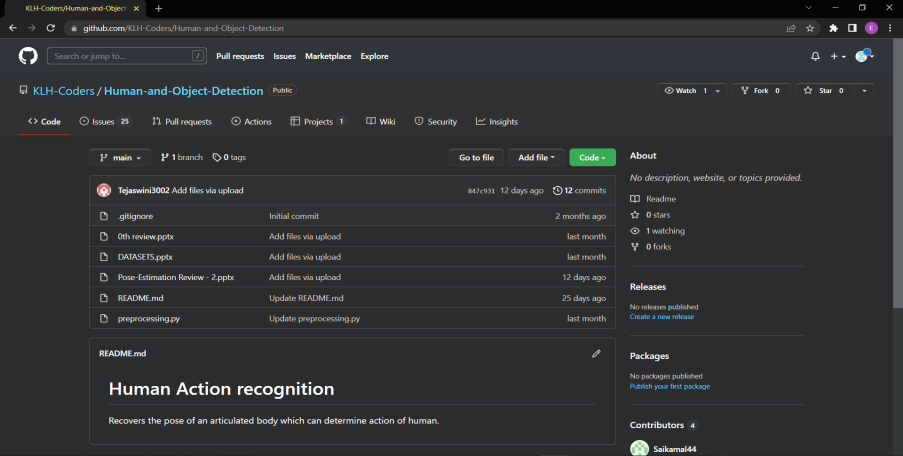 KLH-Coders/Human-and-Object-
github.com/KLH-Coders/Human-and-Object-Detection
E
Search or jump to... /
Pull requests Issues Marketplace Explore
KLH-Coders / Human-and-Object-Detection Public
Watch 1 Fork 0 Star 0
Code Issues 25 Pull requests Actions Projects 1 Wiki Security Insights
main 1 branch 0 tags Go to file Add file Code
Tejaswini3002 Add files via upload 847c931 12 days ago 12 commits
.gitignore Initial commit 2 months ago
0th review.pptx Add files via upload last month
DATASETS.pptx Add files via upload last month
Pose-Estimation Review - 2.pptx Add files via upload 12 days ago
README.md Update README.md 25 days ago
preprocessing.py Update preprocessing.py last month
README.md
Human Action recognition
Recovers the pose of an articulated body which can determine action of human.
About
No description, website, or topics provided.
Readme
0 stars
1 watching
0 forks
Releases
No releases published
Create a new release
Packages
No packages published
Publish your first package
Contributors 4
Saikamal44